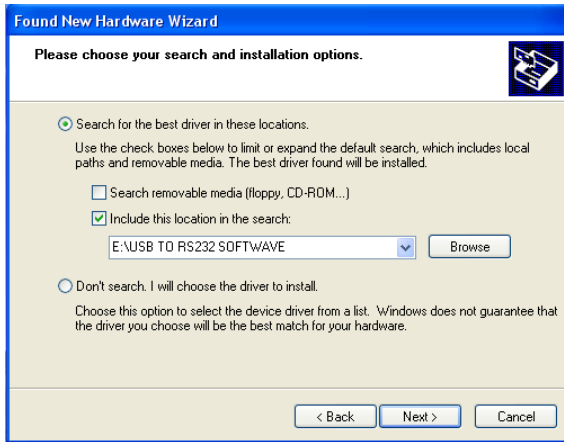 Found New Hardware Wizard
Please choose your search and installation options.
Search for the best driver in these locations.
Use the check boxes below to limit or expand the default search, which includes local
paths and removable media. The best driver found will be installed.
Search removable media (floppy, CD-ROM...)
Include this location in the search:
E:\USB TO RS232 SOFTWAVE
Browse
Don't search. I will choose the driver to install.
Choose this option to select the device driver from a list. Windows does not guarantee that
the driver you choose will be the best match for your hardware.
< Back Next > Cancel